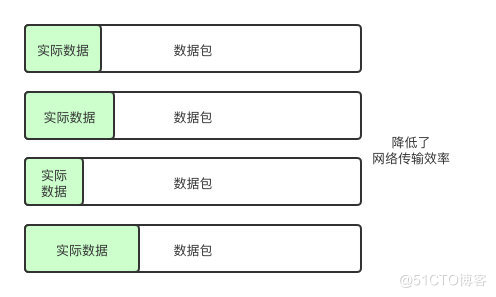 实际数据 数据包
实际数据 数据包
降低了
网络传输效率
实际
数据
数据包
实际数据 数据包
@51CTO博客